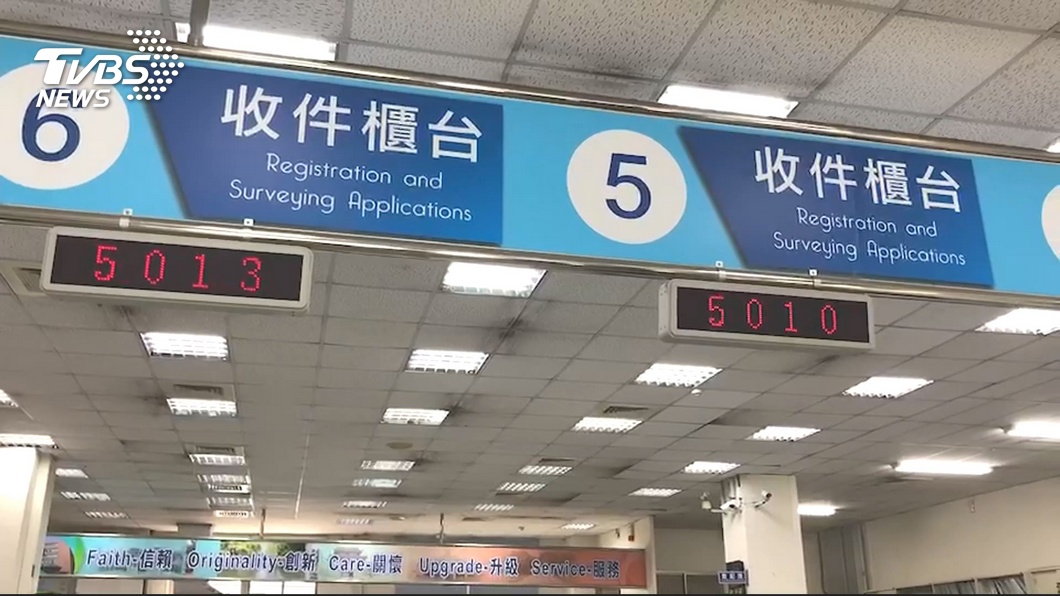 TVBS
NEWS
6
收件櫃台
Registration and
Surveying Applications
5
收件櫃台
Registration and
Surveying Applications
5013
5010
Faith-信賴 Originality-創新 Care-關懷 Upgrade-升級 Service-服務